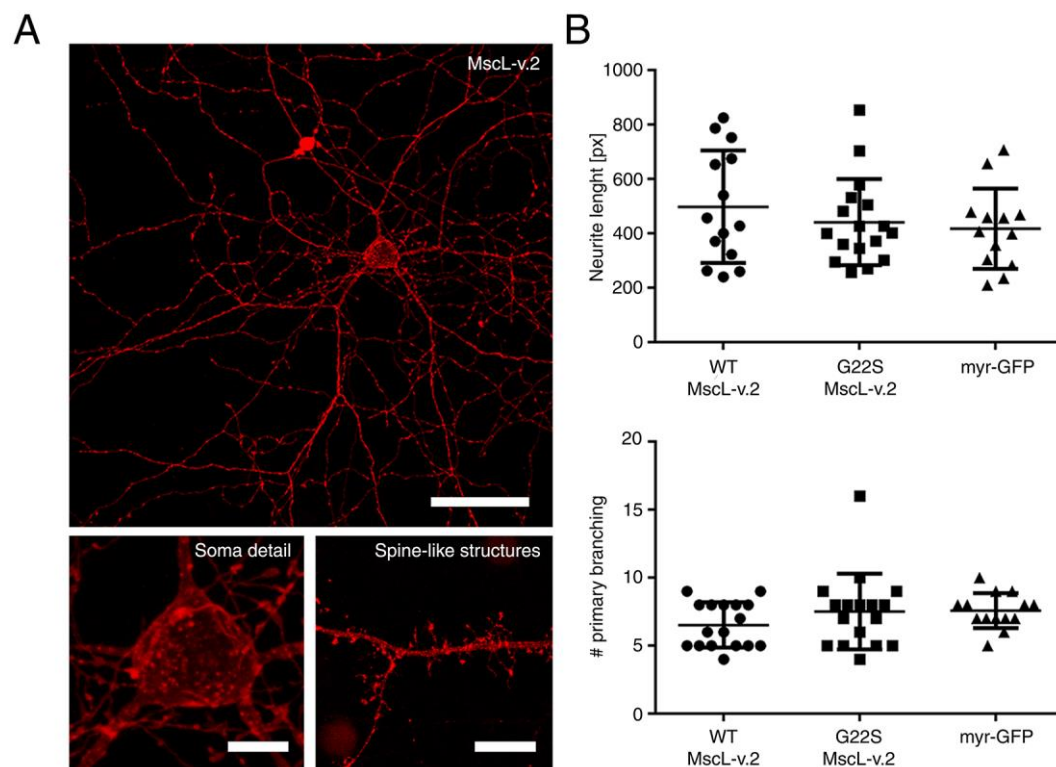 A
MscL-v.2
Soma detail
Spine-like structures
B
Neurite lenght [px]
1000
800
600
400
200
0
WT
MscL-v.2
G22S
MscL-v.2
myr-GFP
# primary branching
20
15
10
5
0
WT
MscL-v.2
G22S
MscL-v.2
myr-GFP